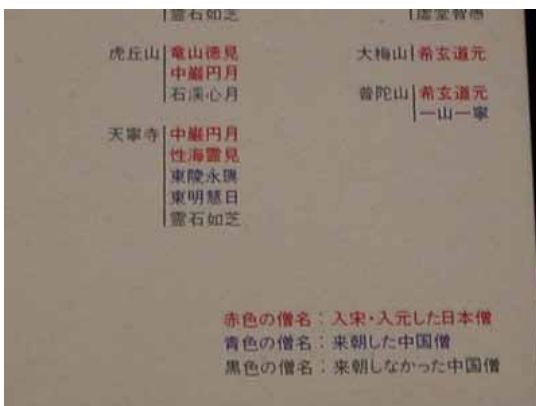 霊石如芝
虚堂智愚
虎丘山 竜山徳見
中巌円月
石渓心月
大梅山 希玄道元
普陀山 希玄道元
一山一寧
天寧寺 中巌円月
性海霊見
東陵永璵
東明慧日
霊石如芝
赤色の僧名：入宋・入元した日本僧
青色の僧名：来朝した中国僧
黒色の僧名：来朝しなかった中国僧